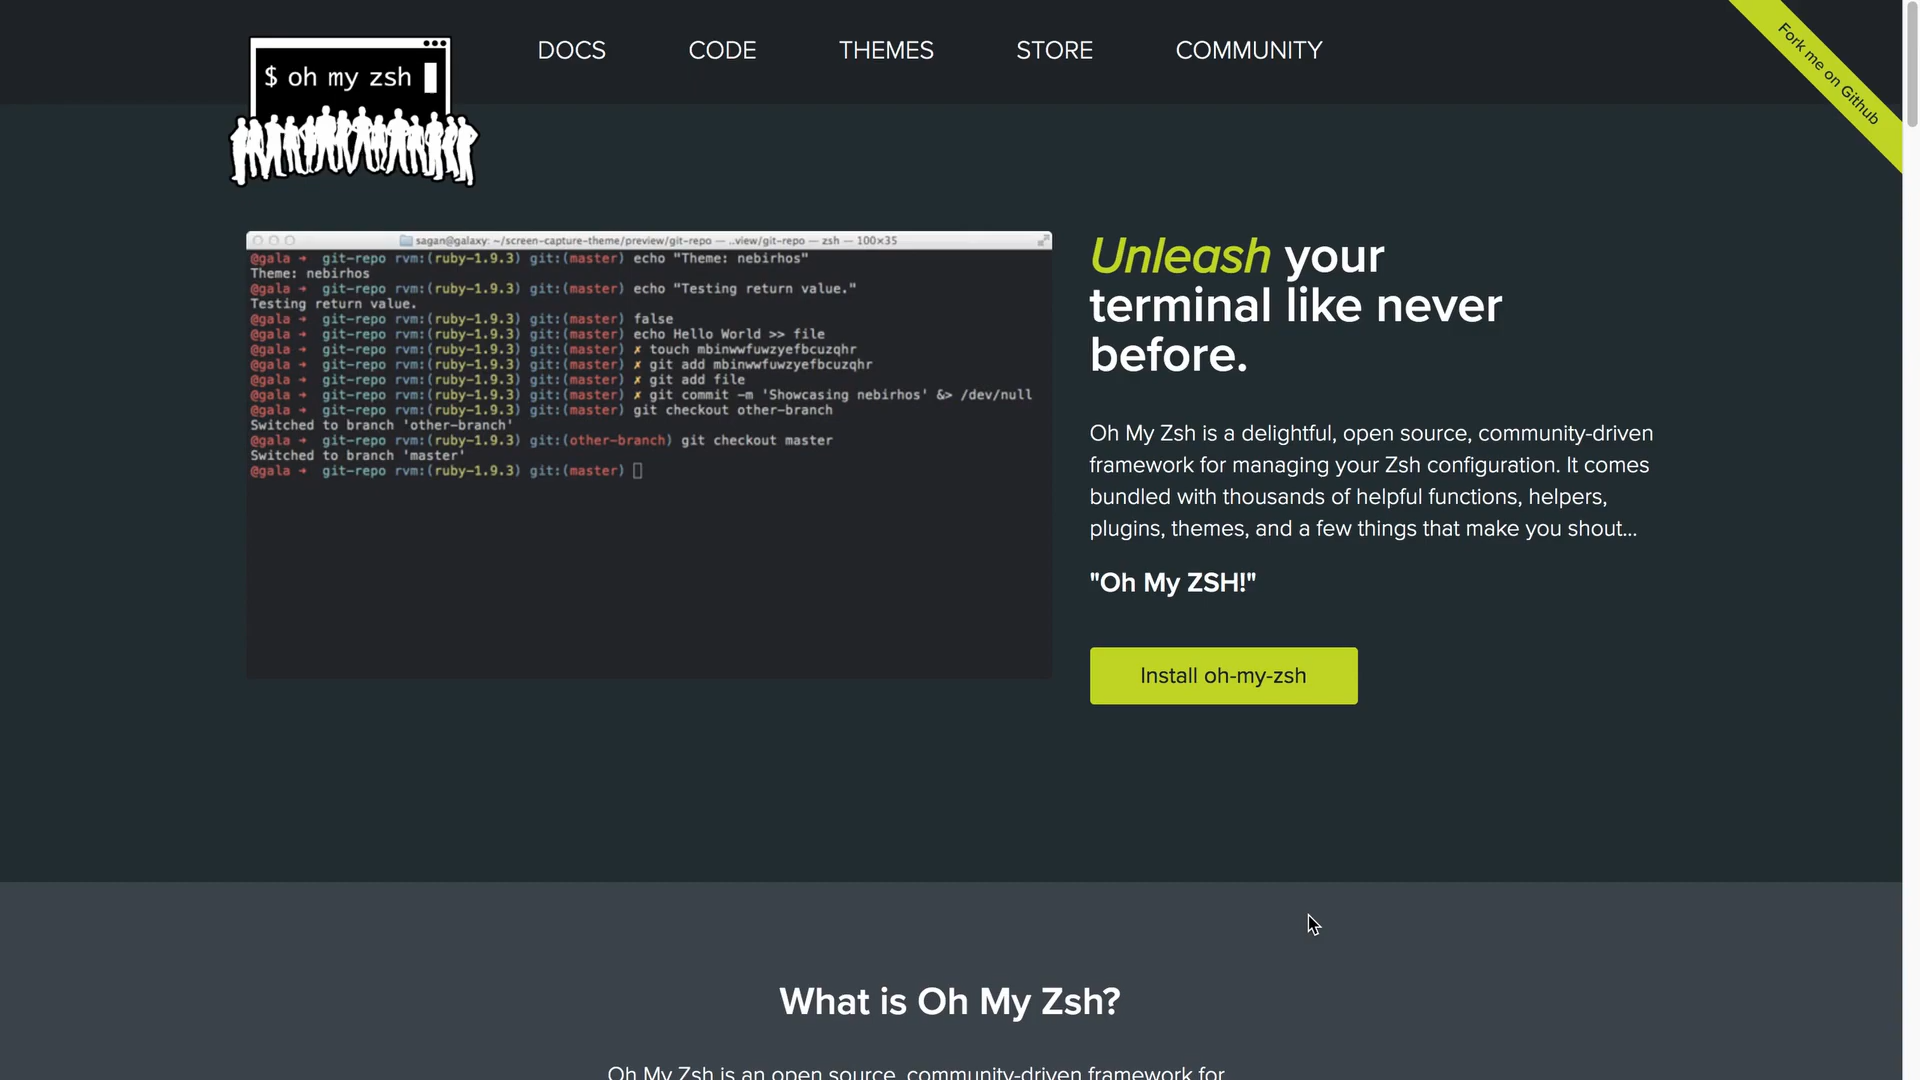 $ oh my zsh
DOCS
CODE
THEMES
STORE
COMMUNITY
Fork me on Github
sagan@galaxy: ~/screen-capture-theme/preview/git-repo — ..view/git-repo — zsh — 100×35
@gala ➜ git-repo rvm:(ruby-1.9.3) git:(master) echo "Theme: nebirhos"
Theme: nebirhos
@gala ➜ git-repo rvm:(ruby-1.9.3) git:(master) echo "Testing return value."
Testing return value.
@gala ➜ git-repo rvm:(ruby-1.9.3) git:(master) false
@gala ➜ git-repo rvm:(ruby-1.9.3) git:(master) echo Hello World >> file
@gala ➜ git-repo rvm:(ruby-1.9.3) git:(master) ✗ touch mbinwwfuwzyefbcuzqhr
@gala ➜ git-repo rvm:(ruby-1.9.3) git:(master) ✗ git add mbinwwfuwzyefbcuzqhr
@gala ➜ git-repo rvm:(ruby-1.9.3) git:(master) ✗ git add file
@gala ➜ git-repo rvm:(ruby-1.9.3) git:(master) ✗ git commit -m 'Showcasing nebirhos' &> /dev/null
@gala ➜ git-repo rvm:(ruby-1.9.3) git:(master) git checkout other-branch
Switched to branch 'other-branch'
@gala ➜ git-repo rvm:(ruby-1.9.3) git:(other-branch) git checkout master
Switched to branch 'master'
@gala ➜ git-repo rvm:(ruby-1.9.3) git:(master)
Unleash your
terminal like never
before.
Oh My Zsh is a delightful, open source, community-driven
framework for managing your Zsh configuration. It comes
bundled with thousands of helpful functions, helpers,
plugins, themes, and a few things that make you shout...
"Oh My ZSH!"
Install oh-my-zsh
What is Oh My Zsh?
Oh My Zsh is an open source, community-driven framework for